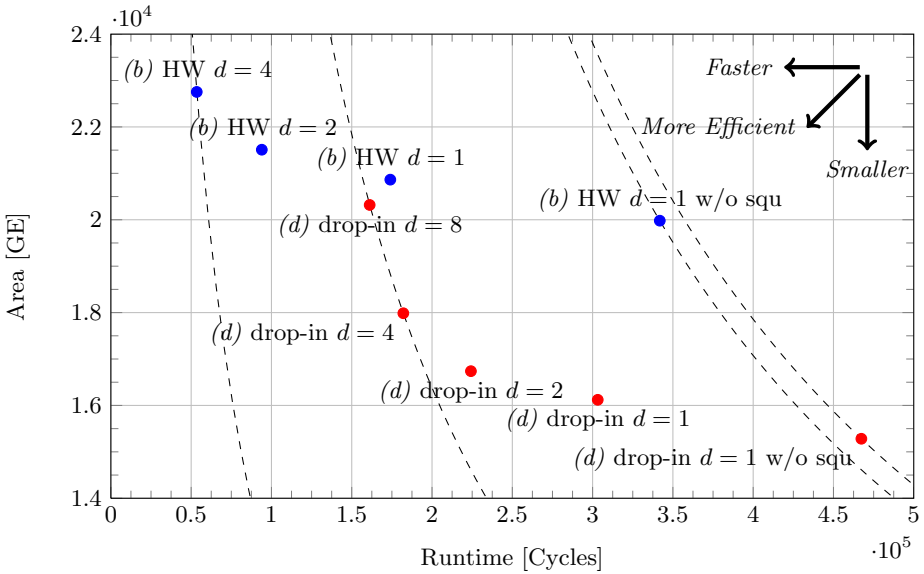 ·10⁴
2.4
2.2
2
1.8
1.6
1.4
Area [GE]
(b) HW d = 4
Faster
(b) HW d = 2
More Efficient
(b) HW d = 1
Smaller
(b) HW d = 1 w/o squ
(d) drop-in d = 8
(d) drop-in d = 4
(d) drop-in d = 2
(d) drop-in d = 1
(d) drop-in d = 1 w/o squ
0 0.5 1 1.5 2 2.5 3 3.5 4 4.5 5
·10⁵
Runtime [Cycles]